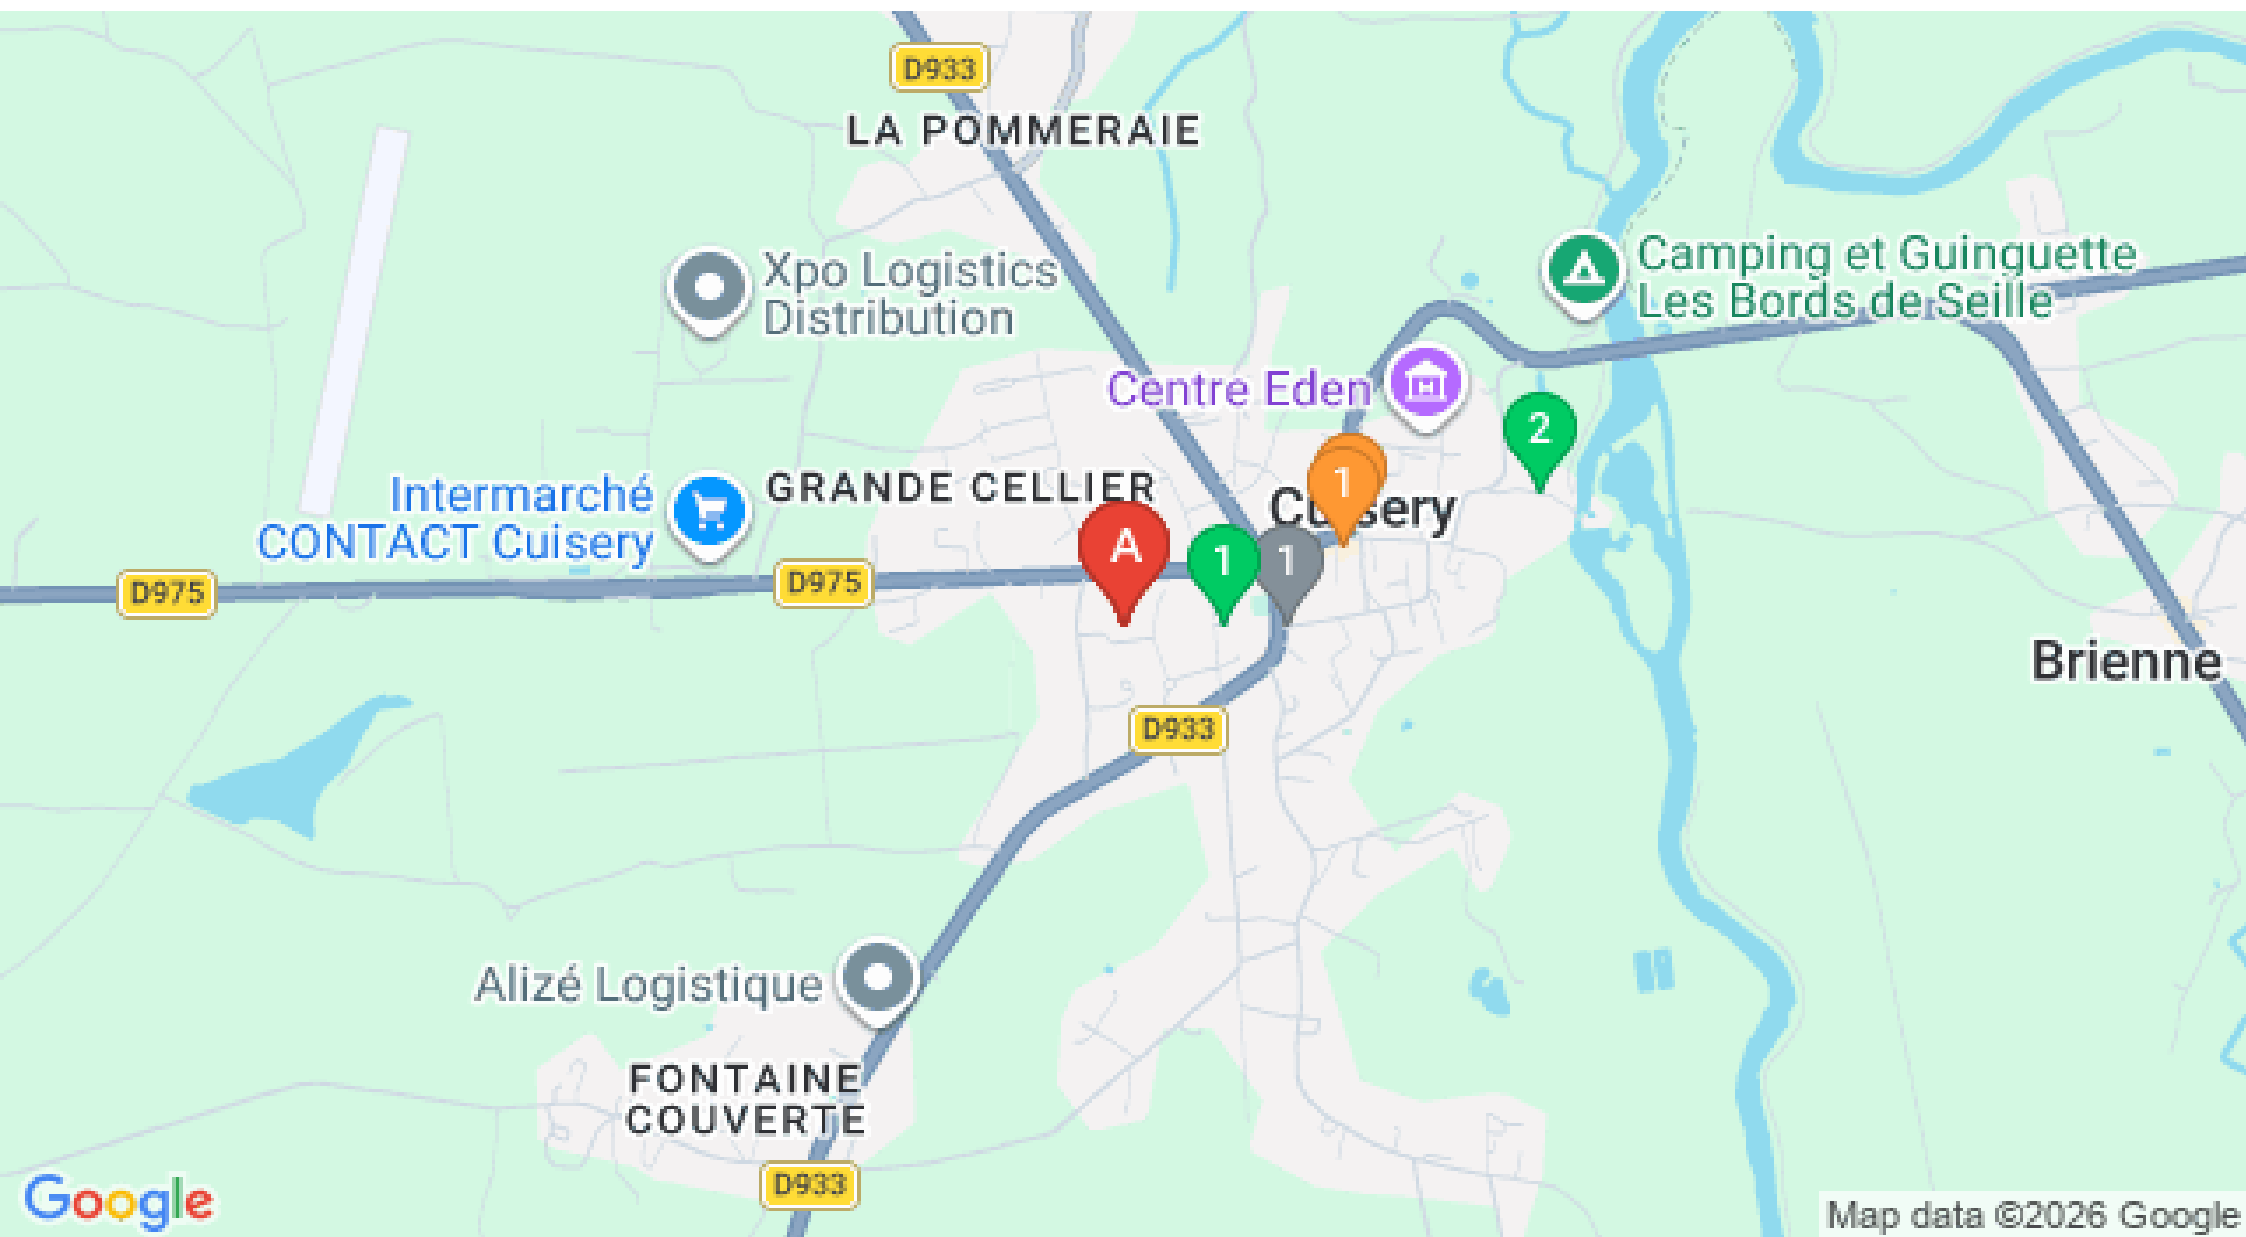 D933
LA POMMERAIE
Xpo Logistics
Distribution
Camping et Guinguette
Les Bords de Seille
Centre Eden
2
1
Intermarché
CONTACT Cuisery
GRANDE CELLIER
Cuisery
A
1
1
D975
D975
Brienne
D933
Alizé Logistique
FONTAINE
COUVERTE
D933
Google
Map data ©2026 Google